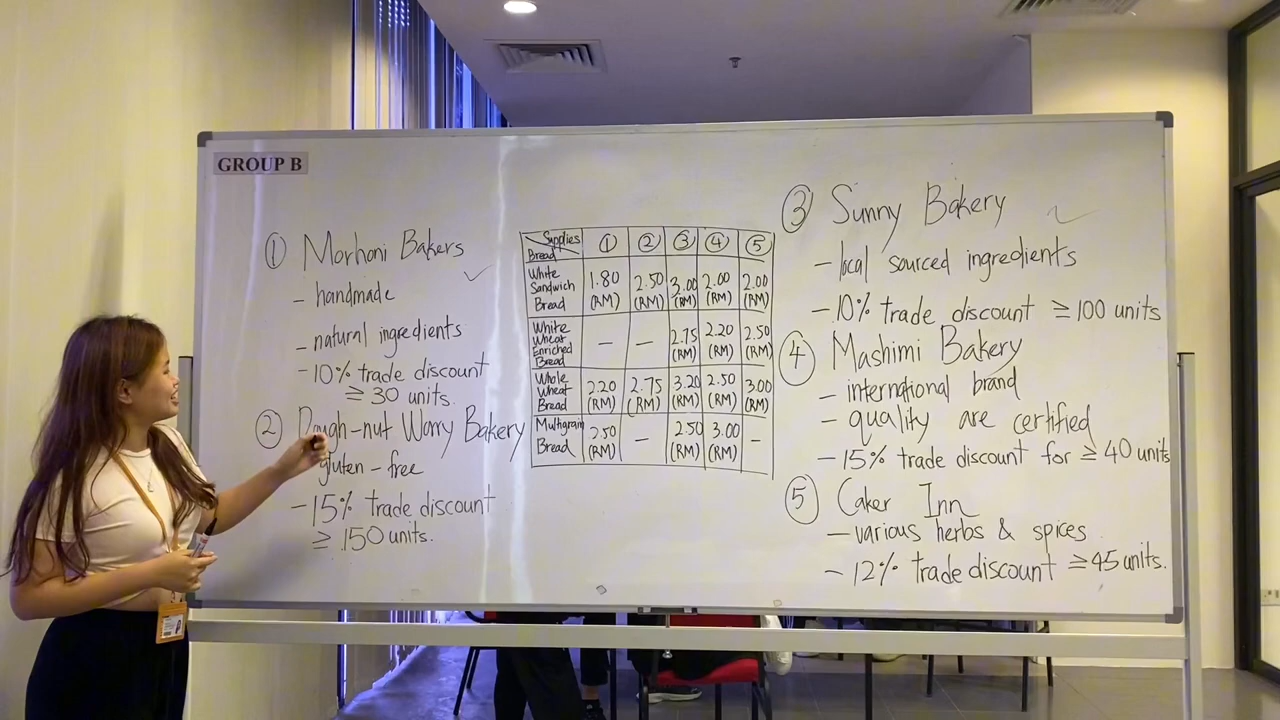 GROUP B
① Morhoni Bakers
- handmade
- natural ingredients
- 10% trade discount
≥ 30 units.
② Dough-nut Worry Bakery
gluten-free
- 15% trade discount
≥ 150 units.
Supplies ① ② ③ ④ ⑤
Bread
White Sandwich Bread 1.80 (RM) 2.50 (RM) 3.00 (RM) 2.00 (RM) 2.00 (RM)
White Wheat Enriched Bread — — 2.75 (RM) 2.20 (RM) 2.50 (RM)
Whole Wheat Bread 2.20 (RM) 2.75 (RM) 3.20 (RM) 2.50 (RM) 3.00 (RM)
Multigrain Bread 2.50 (RM) — 2.50 (RM) 3.00 (RM) —
③ Sunny Bakery
- local sourced ingredients
- 10% trade discount ≥ 100 units
④ Mashimi Bakery
- international brand
- quality are certified
- 15% trade discount for ≥ 40 units
⑤ Caker Inn
- various herbs & spices
- 12% trade discount ≥ 45 units.